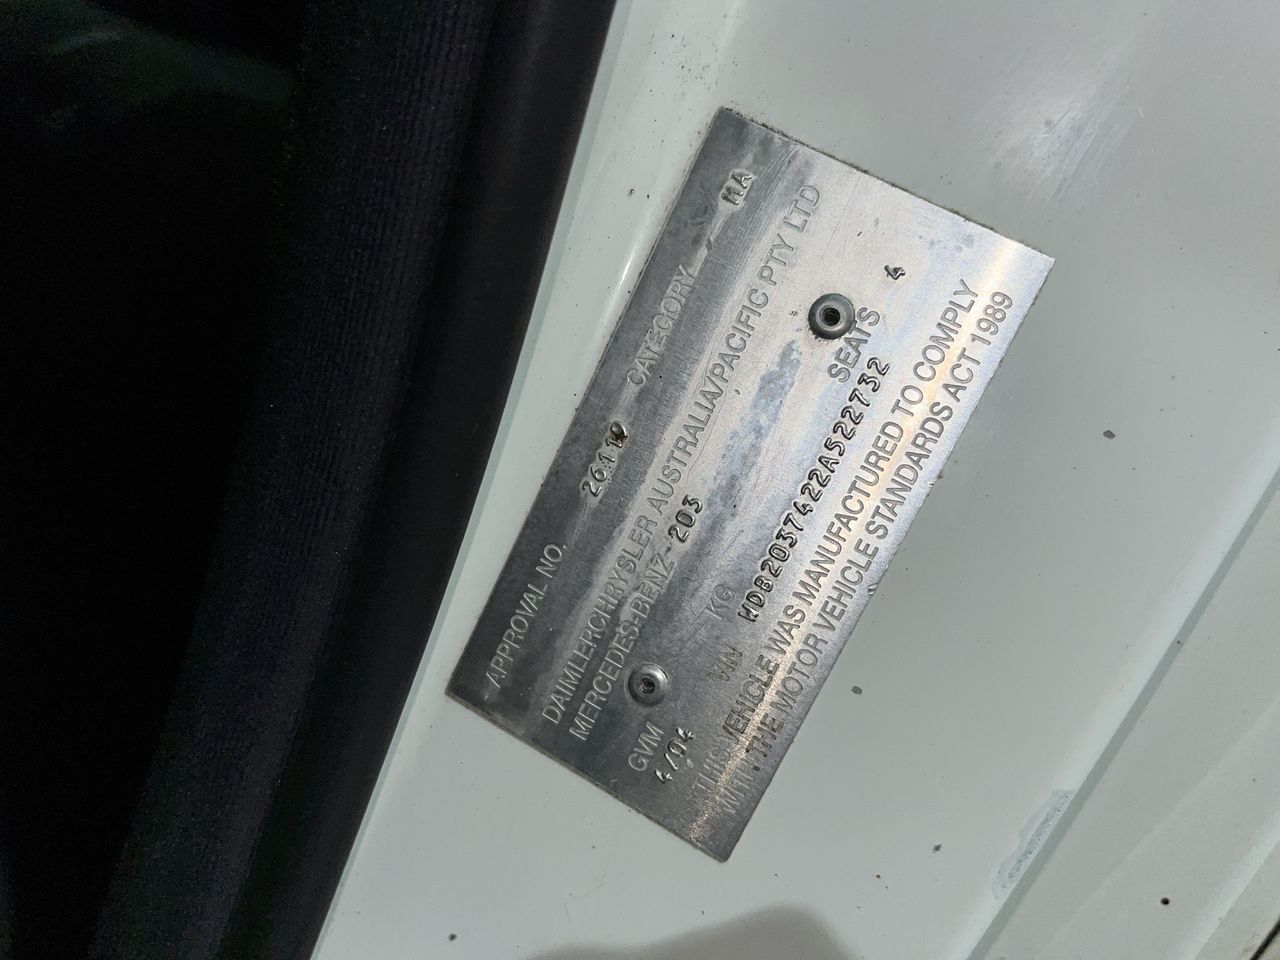 APPROVAL NO. 26119 CATEGORY MA
DAIMLERCHRYSLER AUSTRALIA/PACIFIC PTY LTD
MERCEDES-BENZ 203
GVM KG SEATS 4
4/04 VIN WDB2037422A522732
THIS VEHICLE WAS MANUFACTURED TO COMPLY
WITH THE MOTOR VEHICLE STANDARDS ACT 1989